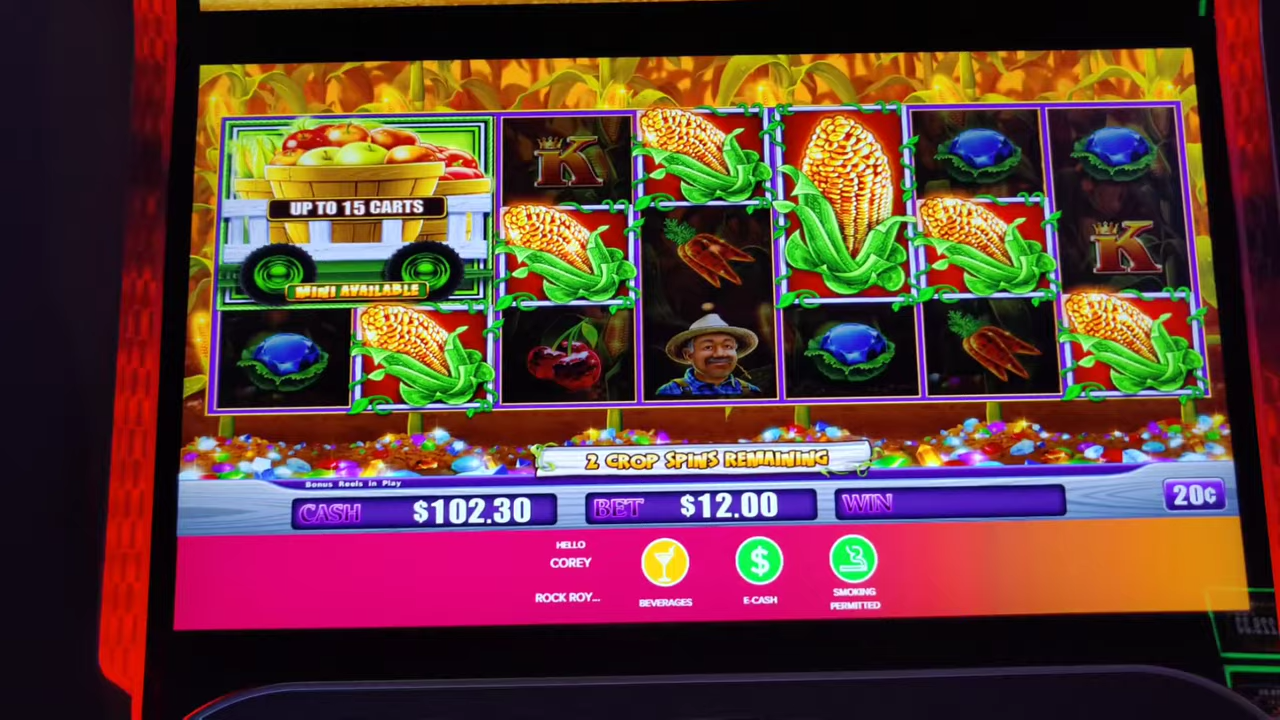 K
UP TO 15 CARTS
K
MINI AVAILABLE
2 CROP SPINS REMAINING
Bonus Reels in Play
CASH $102.30 BET $12.00 WIN 20¢
HELLO
COREY
ROCK ROY...
BEVERAGES
E-CASH
SMOKING
PERMITTED